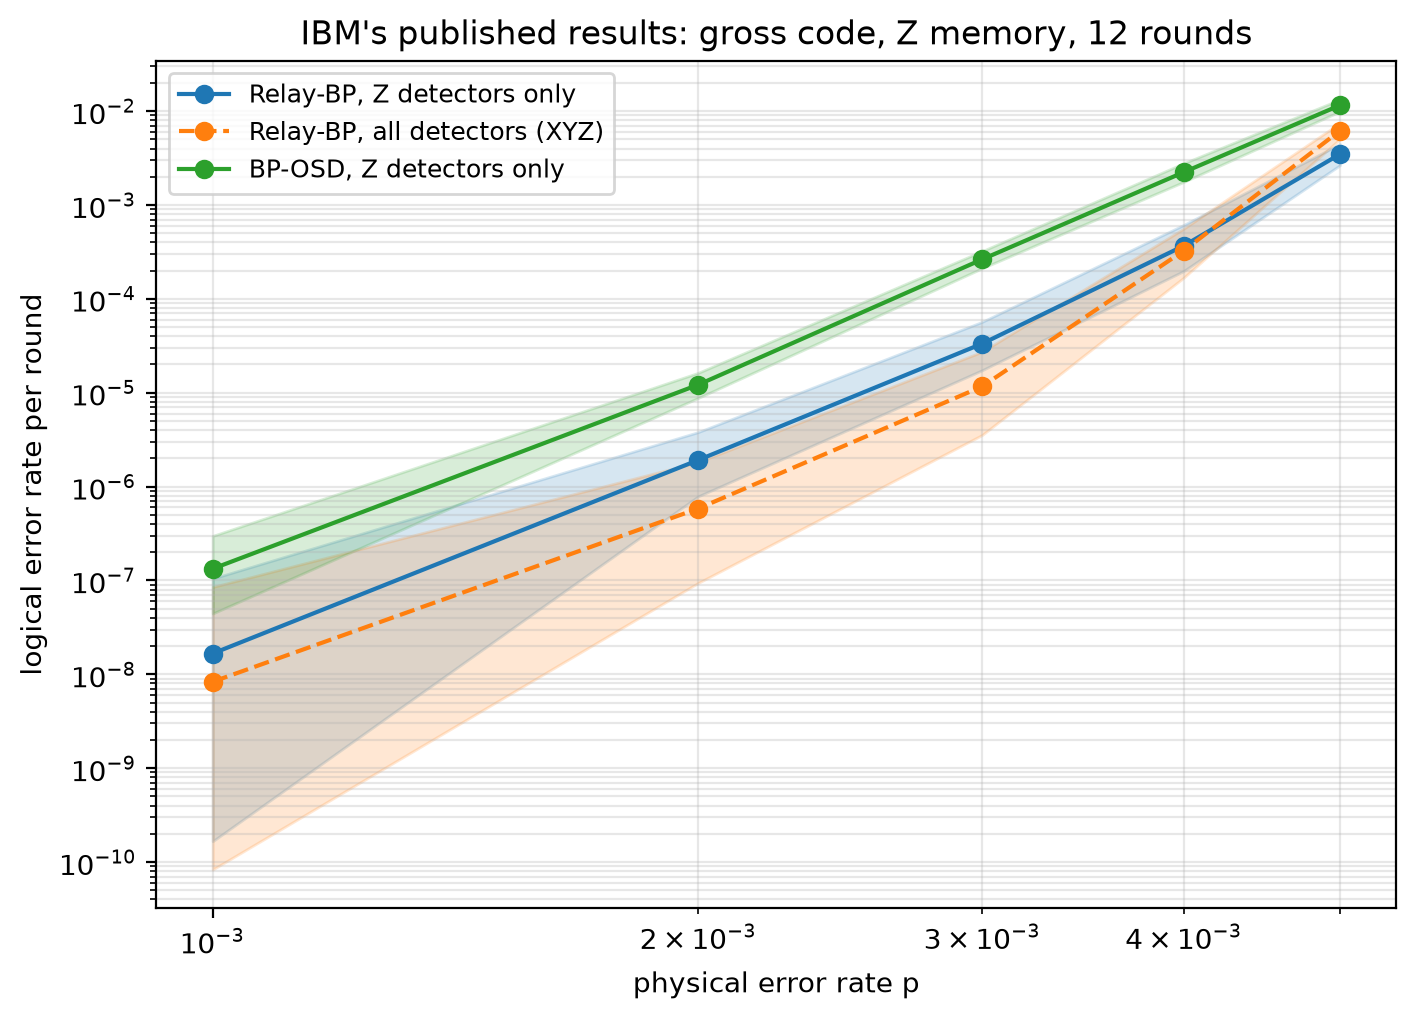 IBM's published results: gross code, Z memory, 12 rounds
Relay-BP, Z detectors only
Relay-BP, all detectors (XYZ)
BP-OSD, Z detectors only
logical error rate per round
10⁻²
10⁻³
10⁻⁴
10⁻⁵
10⁻⁶
10⁻⁷
10⁻⁸
10⁻⁹
10⁻¹⁰
10⁻³
2 × 10⁻³
3 × 10⁻³
4 × 10⁻³
physical error rate p